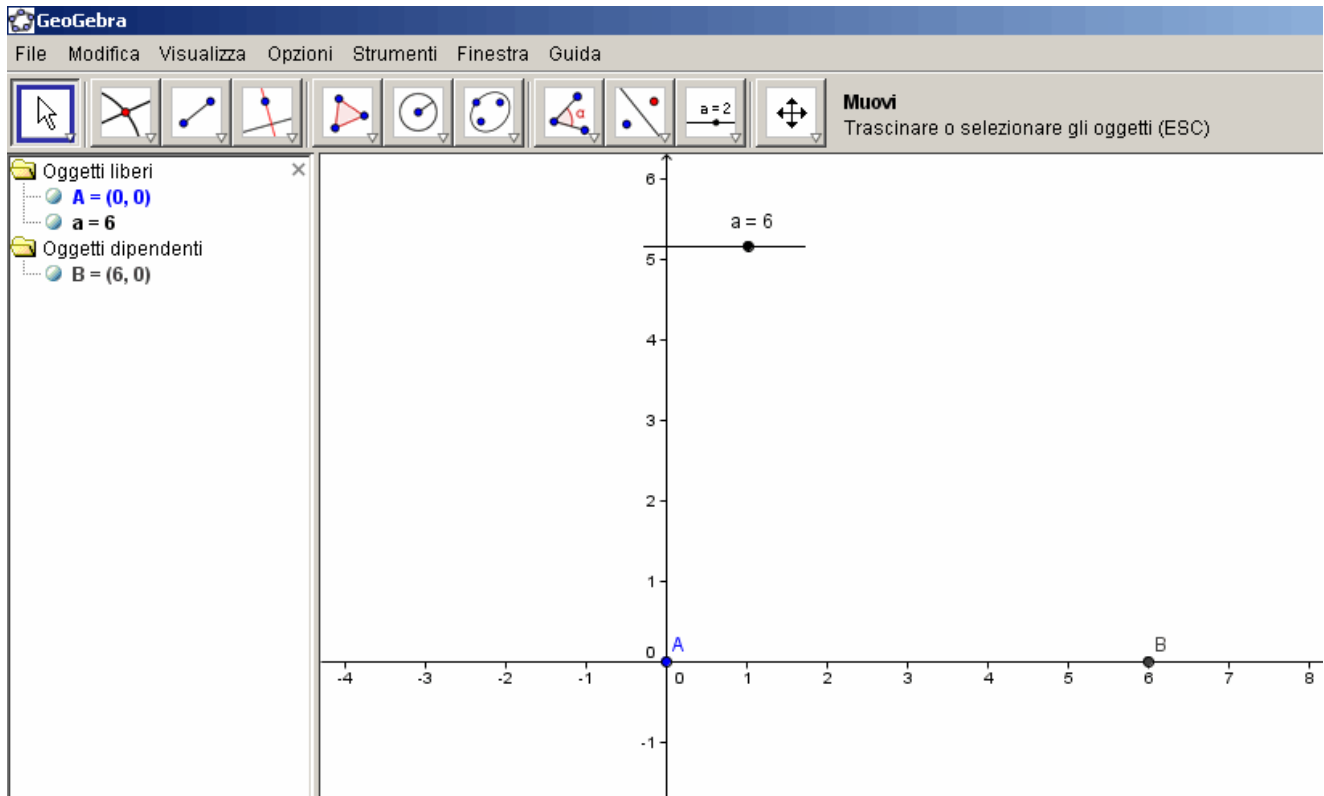 GeoGebra
File Modifica Visualizza Opzioni Strumenti Finestra Guida
α
a = 2
Muovi
Trascinare o selezionare gli oggetti (ESC)
Oggetti liberi
A = (0, 0)
a = 6
Oggetti dipendenti
B = (6, 0)
6
a = 6
5
4
3
2
1
0 A B
-4 -3 -2 -1 0 1 2 3 4 5 6 7 8
-1